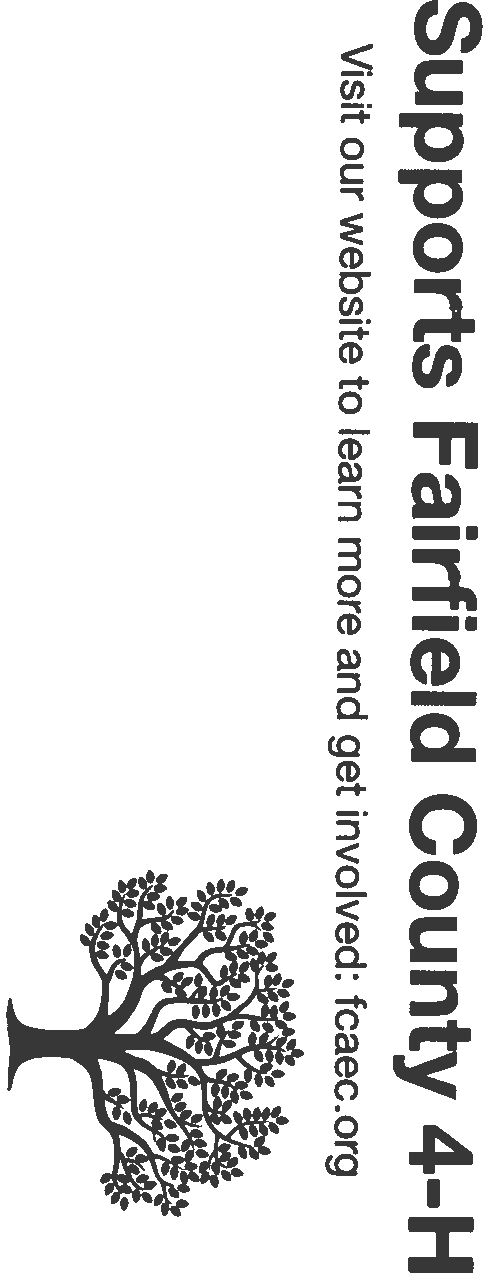 Supports Fairfield County 4-H
Visit our website to learn more and get involved: fcaec.org